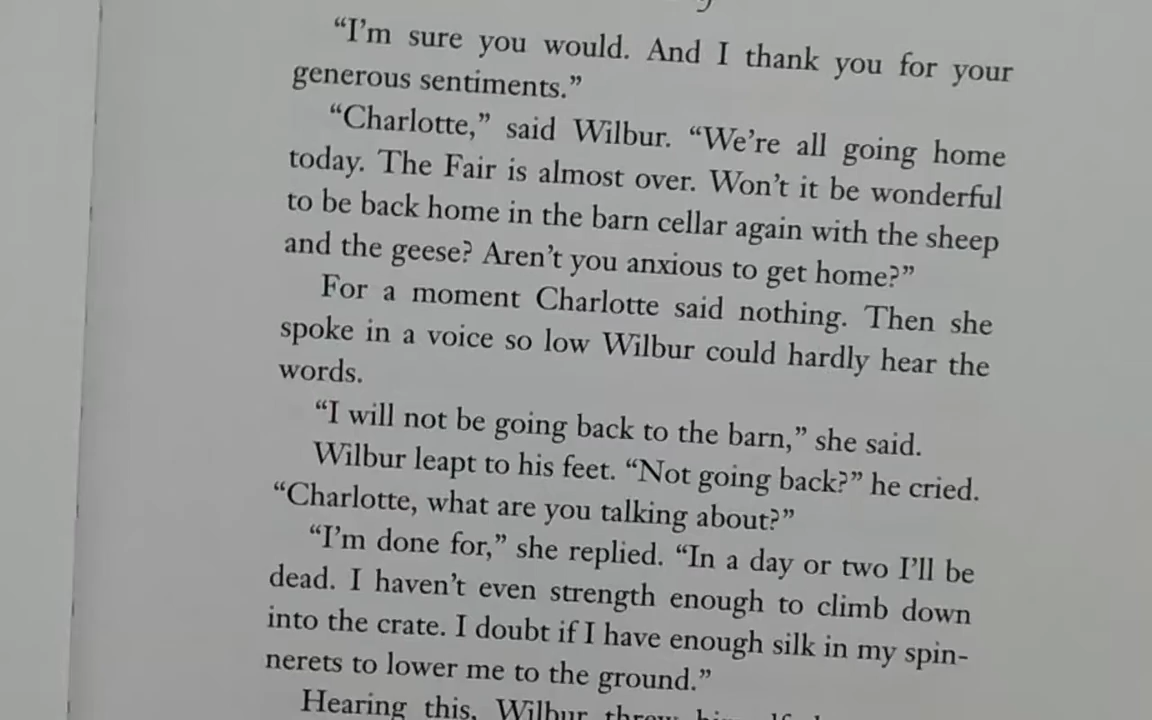 “I’m sure you would. And I thank you for your
generous sentiments.”
“Charlotte,” said Wilbur. “We’re all going home
today. The Fair is almost over. Won’t it be wonderful
to be back home in the barn cellar again with the sheep
and the geese? Aren’t you anxious to get home?”
For a moment Charlotte said nothing. Then she
spoke in a voice so low Wilbur could hardly hear the
words.
“I will not be going back to the barn,” she said.
Wilbur leapt to his feet. “Not going back?” he cried.
“Charlotte, what are you talking about?”
“I’m done for,” she replied. “In a day or two I’ll be
dead. I haven’t even strength enough to climb down
into the crate. I doubt if I have enough silk in my spin-
nerets to lower me to the ground.”
Hearing this, Wilbur threw